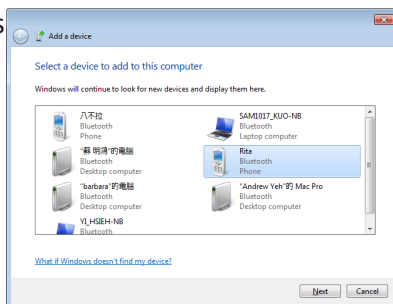 s
Add a device
Select a device to add to this computer
Windows will continue to look for new devices and display them here.
八不拉
Bluetooth
Phone
SAM1017_KUO-NB
Bluetooth
Laptop computer
"蘇 明鴻"的電腦
Bluetooth
Desktop computer
Rita
Bluetooth
Phone
"barbara"的電腦
Bluetooth
Desktop computer
"Andrew Yeh"的 Mac Pro
Bluetooth
Desktop computer
YI_HSIEH-NB
Bluetooth
What if Windows doesn't find my device?
Next
Cancel